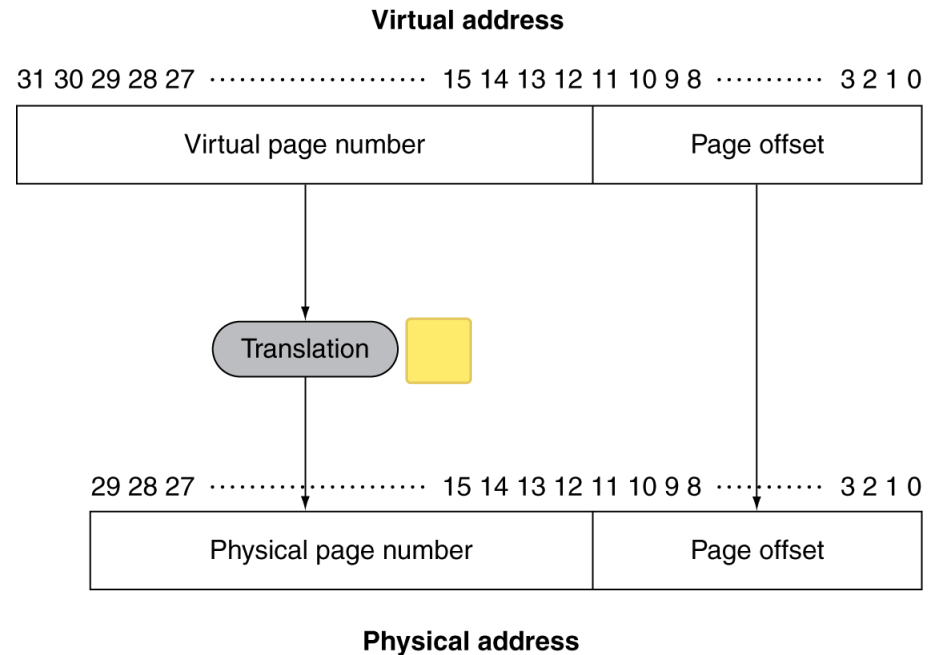 Virtual address
31 30 29 28 27 ······················ 15 14 13 12 11 10 9 8 ··········· 3 2 1 0
Virtual page number Page offset
Translation
29 28 27 ······················ 15 14 13 12 11 10 9 8 ··········· 3 2 1 0
Physical page number Page offset
Physical address